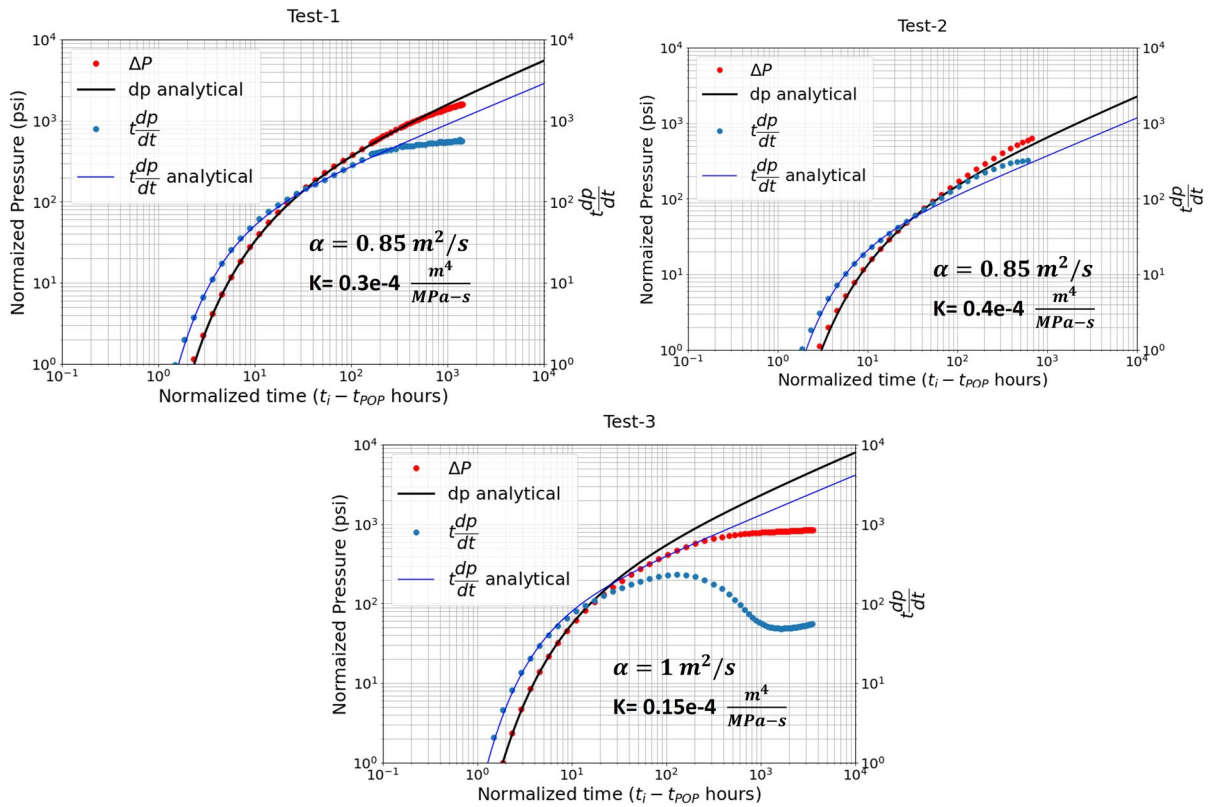 Test-1
10⁴
10³
10²
10¹
10⁰
10⁴
10³
10²
10¹
10⁰
10⁻¹
10⁰
10¹
10²
10³
10⁴
Normaized Pressure (psi)
ΔP
dp analytical
t dp/dt
t dp/dt analytical
α = 0.85 m²/s
K= 0.3e-4 m⁴/MPa−s
t dp/dt
Normalized time (tᵢ − t_POP hours)
Test-2
10⁴
10³
10²
10¹
10⁰
10⁴
10³
10²
10¹
10⁰
10⁻¹
10⁰
10¹
10²
10³
10⁴
Normaized Pressure (psi)
ΔP
dp analytical
t dp/dt
t dp/dt analytical
α = 0.85 m²/s
K= 0.4e-4 m⁴/MPa−s
t dp/dt
Normalized time (tᵢ − t_POP hours)
Test-3
10⁴
10³
10²
10¹
10⁰
10⁴
10³
10²
10¹
10⁰
10⁻¹
10⁰
10¹
10²
10³
10⁴
Normaized Pressure (psi)
ΔP
dp analytical
t dp/dt
t dp/dt analytical
α = 1 m²/s
K= 0.15e-4 m⁴/MPa−s
t dp/dt
Normalized time (tᵢ − t_POP hours)